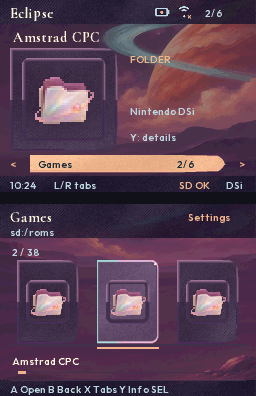 Eclipse 2/6
Amstrad CPC
FOLDER
Nintendo DSi
Y: details
< Games 2/6 >
10:24 L/R tabs SD OK DSi
Games Settings
sd:/roms
2 / 38
Amstrad CPC
A Open B Back X Tabs Y Info SEL